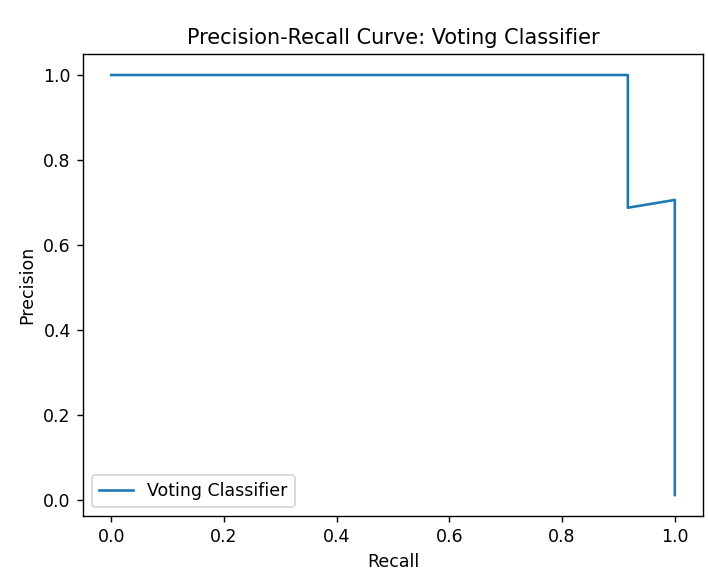 Precision-Recall Curve: Voting Classifier
1.0
0.8
0.6
0.4
0.2
0.0
Precision
Voting Classifier
0.0 0.2 0.4 0.6 0.8 1.0
Recall